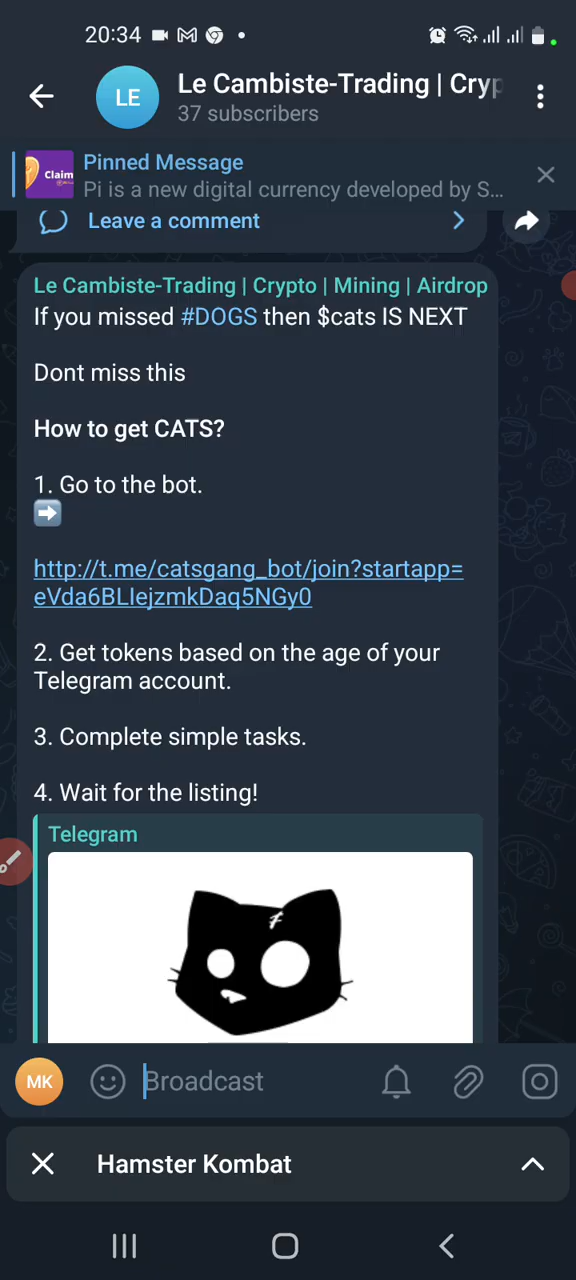 20:34
LE
Le Cambiste-Trading | Cryp
37 subscribers
Claim
Pinned Message
Pi is a new digital currency developed by S...
Leave a comment
Le Cambiste-Trading | Crypto | Mining | Airdrop
If you missed #DOGS then $cats IS NEXT
Dont miss this
How to get CATS?
1. Go to the bot.
http://t.me/catsgang_bot/join?startapp=
eVda6BLIejzmkDaq5NGy0
2. Get tokens based on the age of your
Telegram account.
3. Complete simple tasks.
4. Wait for the listing!
Telegram
MK
Broadcast
Hamster Kombat